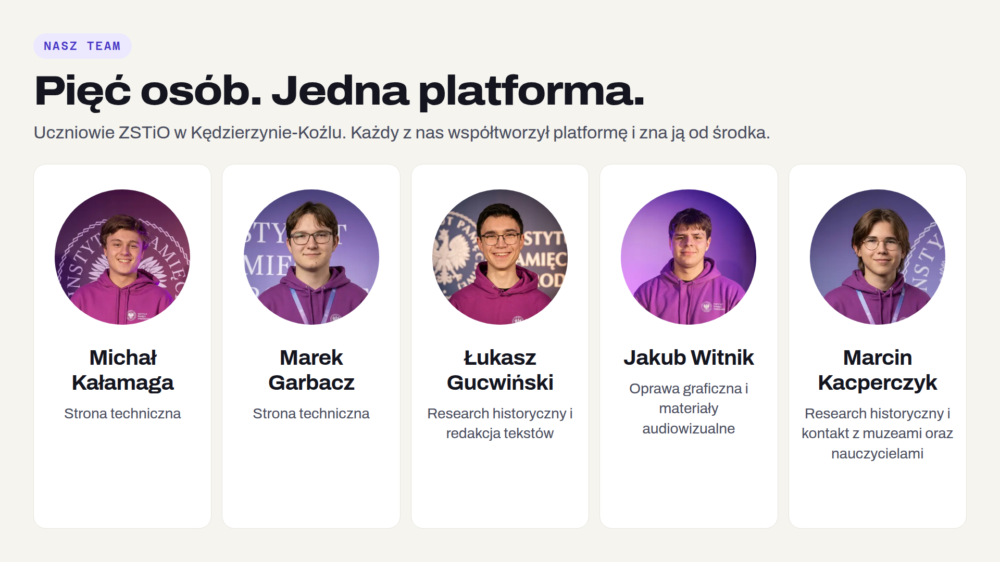 NASZ TEAM
Pięć osób. Jedna platforma.
Uczniowie ZSTiO w Kędzierzynie-Koźlu. Każdy z nas współtworzył platformę i zna ją od środka.
Michał
Kałamaga
Strona techniczna
Marek
Garbacz
Strona techniczna
Łukasz
Gucwiński
Research historyczny i
redakcja tekstów
Jakub Witnik
Oprawa graficzna i
materiały
audiowizualne
Marcin
Kacperczyk
Research historyczny i
kontakt z muzeami oraz
nauczycielami